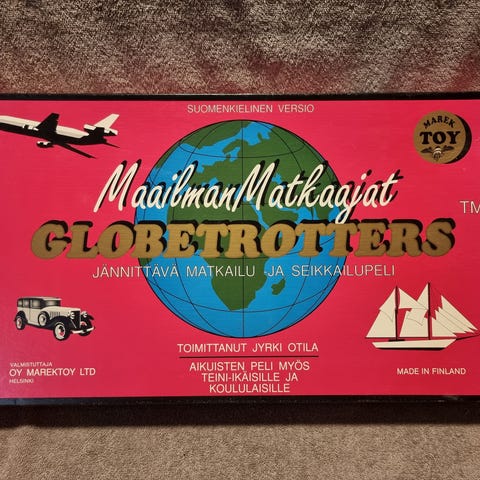 SUOMENKIELINEN VERSIO
MAREK
TOY
MaailmanMatkaajat
TM
GLOBETROTTERS
JÄNNITTÄVÄ MATKAILU JA SEIKKAILUPELI
TOIMITTANUT JYRKI OTILA
AIKUISTEN PELI MYÖS
TEINI-IKÄISILLE JA
KOULULAISILLE
VALMISTUTTAJA
OY MAREKTOY LTD
HELSINKI
MADE IN FINLAND